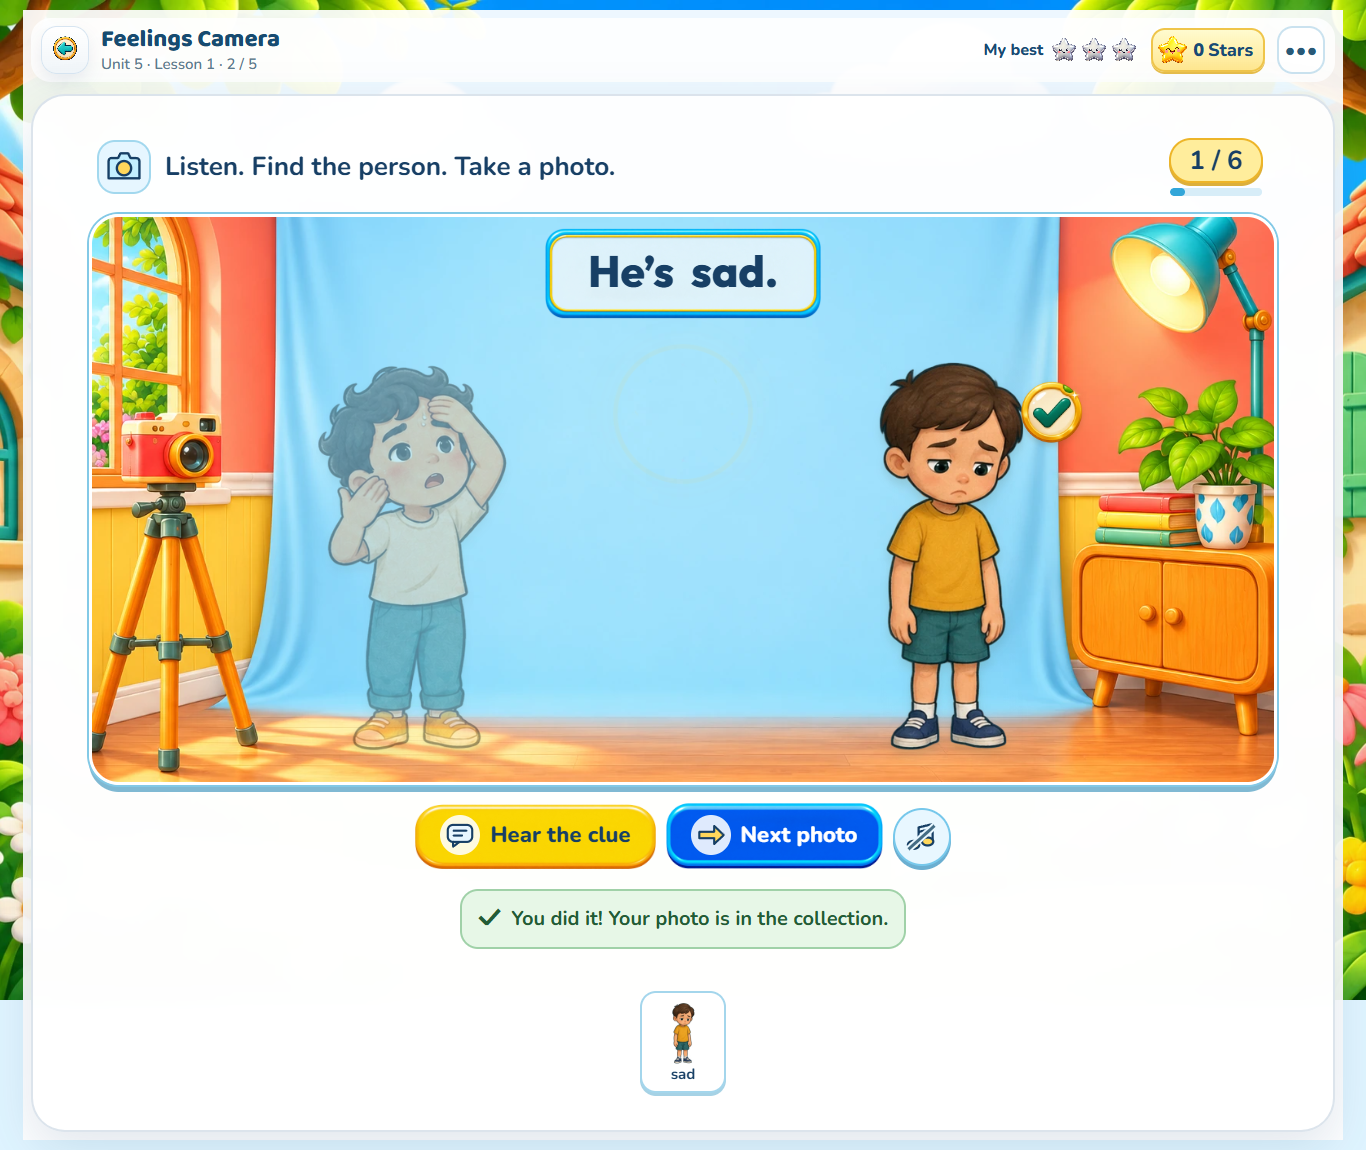 Feelings Camera
Unit 5 · Lesson 1 · 2 / 5
My best
0 Stars
Listen. Find the person. Take a photo.
1 / 6
He’s sad.
Hear the clue
Next photo
You did it! Your photo is in the collection.
sad